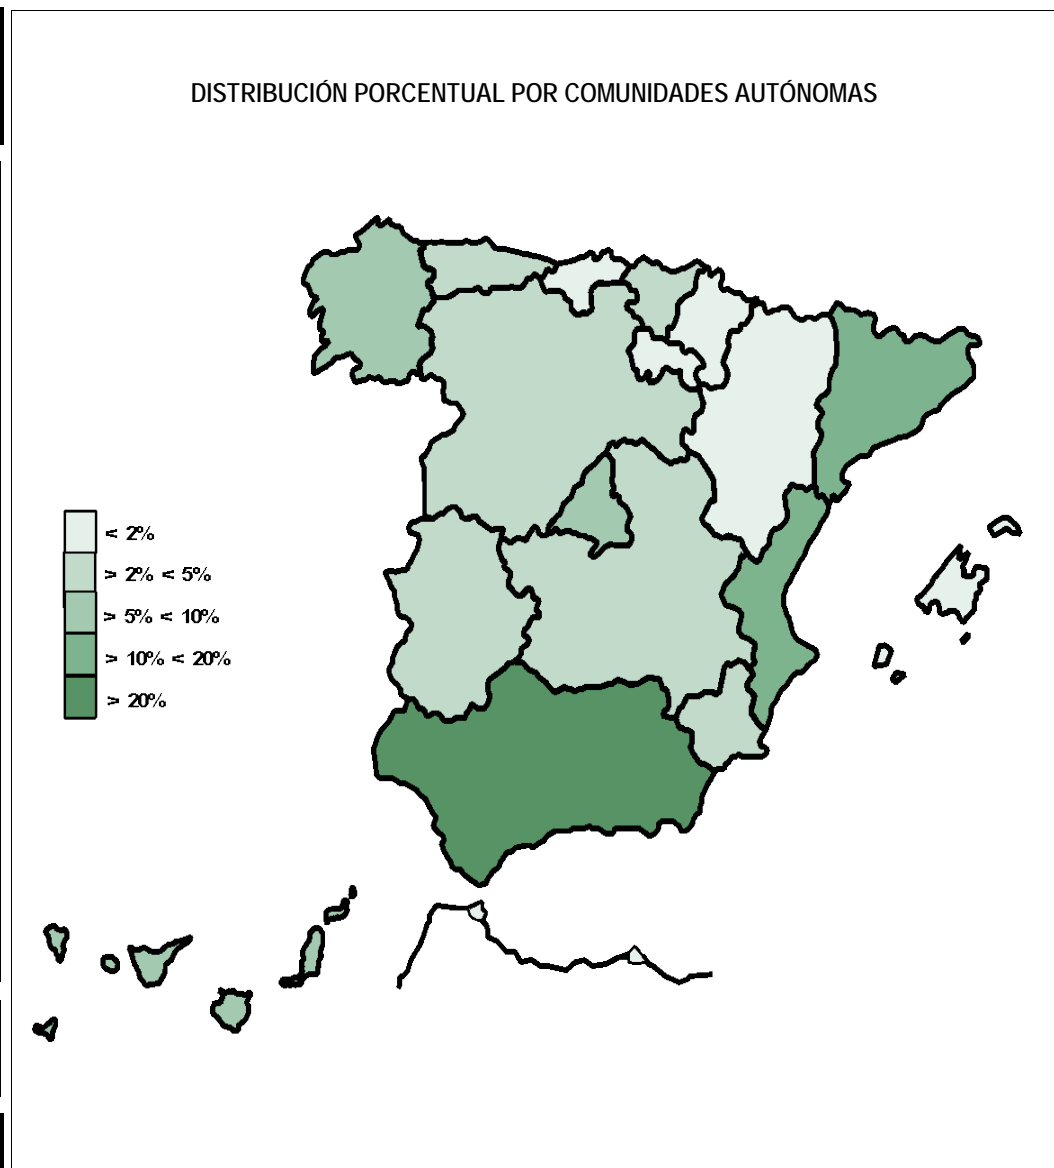 DISTRIBUCIÓN PORCENTUAL POR COMUNIDADES AUTÓNOMAS
≤ 2%
> 2% ≤ 5%
> 5% ≤ 10%
> 10% ≤ 20%
> 20%